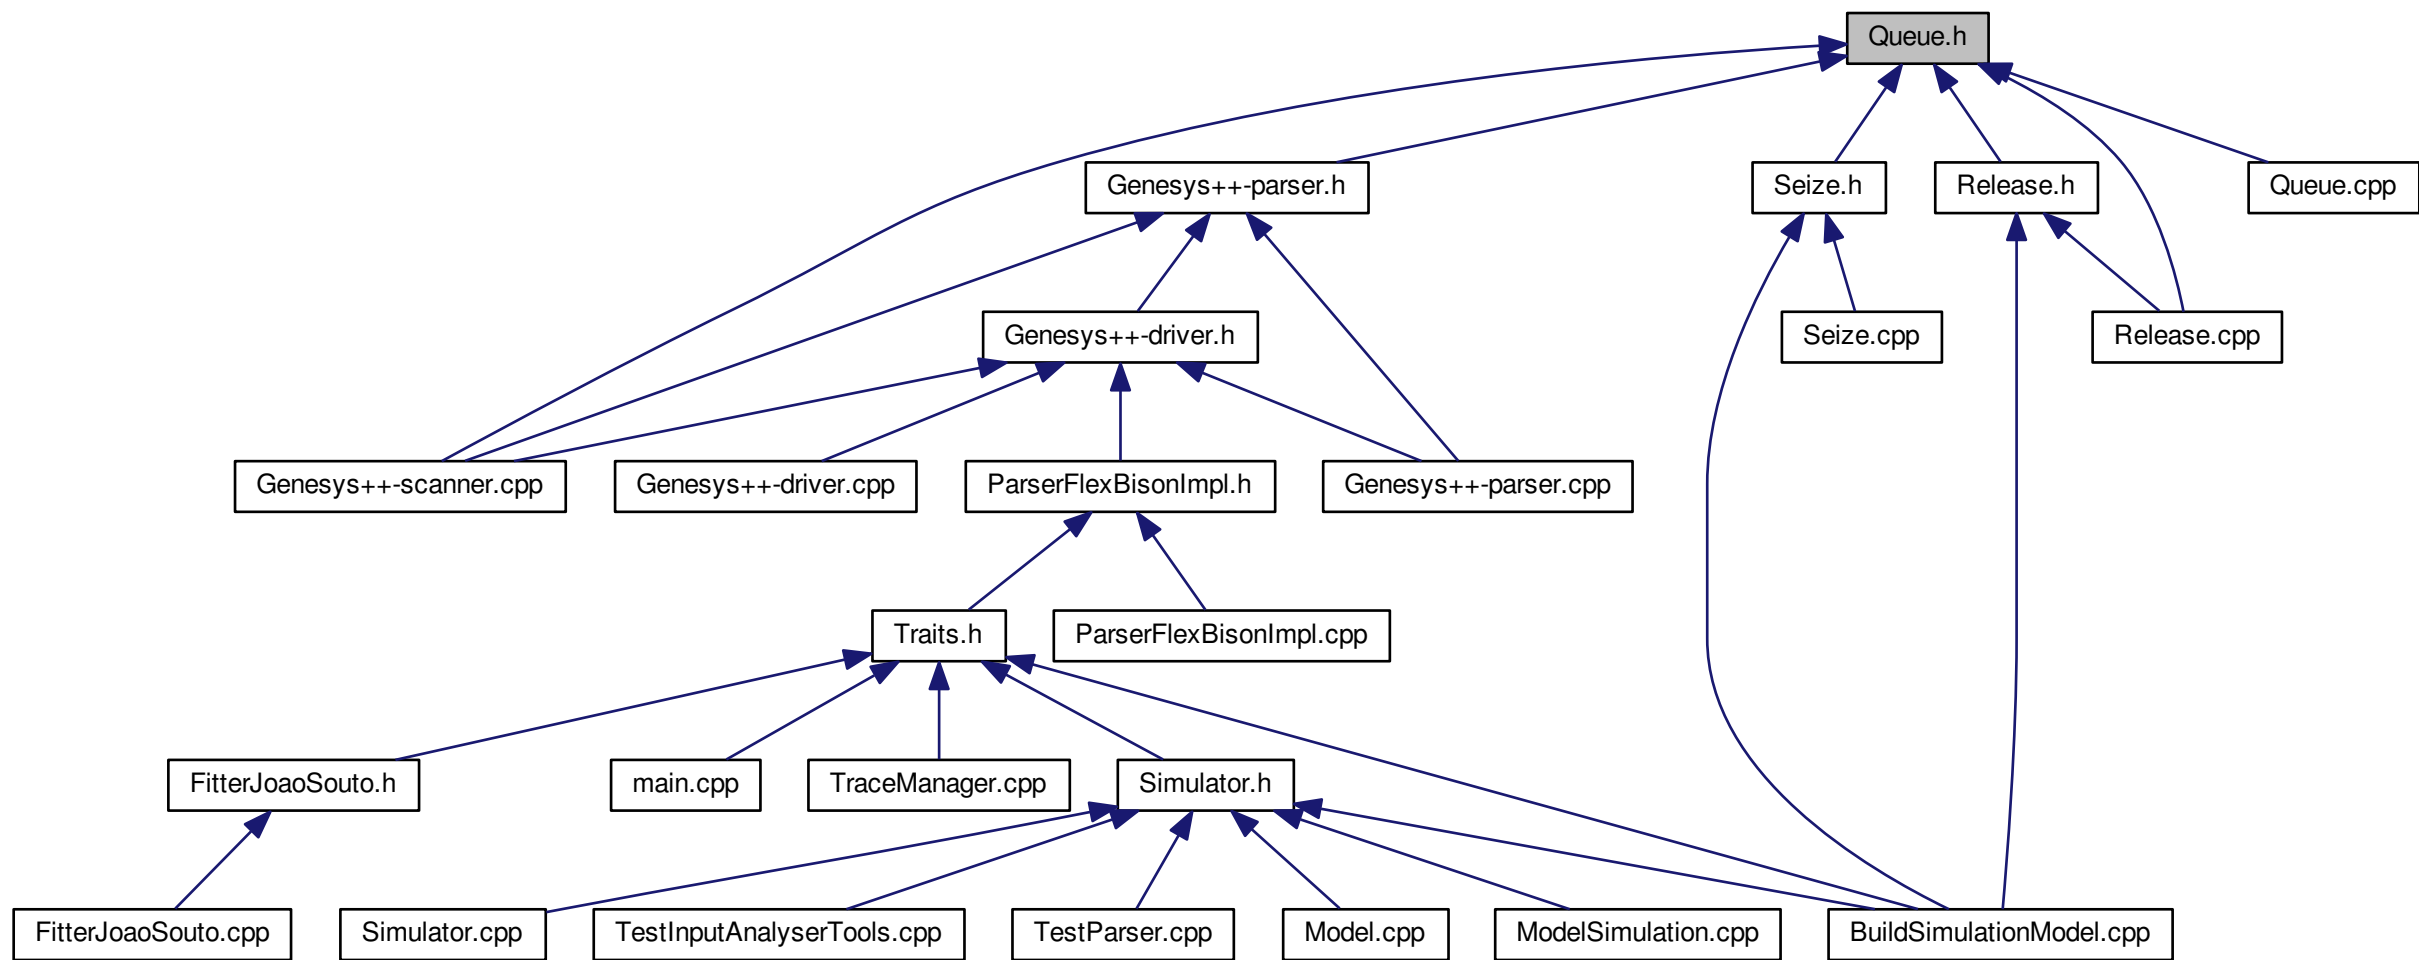 Queue.h
Genesys++-parser.h
Seize.h
Release.h
Queue.cpp
Genesys++-driver.h
Seize.cpp
Release.cpp
Genesys++-scanner.cpp
Genesys++-driver.cpp
ParserFlexBisonImpl.h
Genesys++-parser.cpp
Traits.h
ParserFlexBisonImpl.cpp
FitterJoaoSouto.h
main.cpp
TraceManager.cpp
Simulator.h
FitterJoaoSouto.cpp
Simulator.cpp
TestInputAnalyserTools.cpp
TestParser.cpp
Model.cpp
ModelSimulation.cpp
BuildSimulationModel.cpp